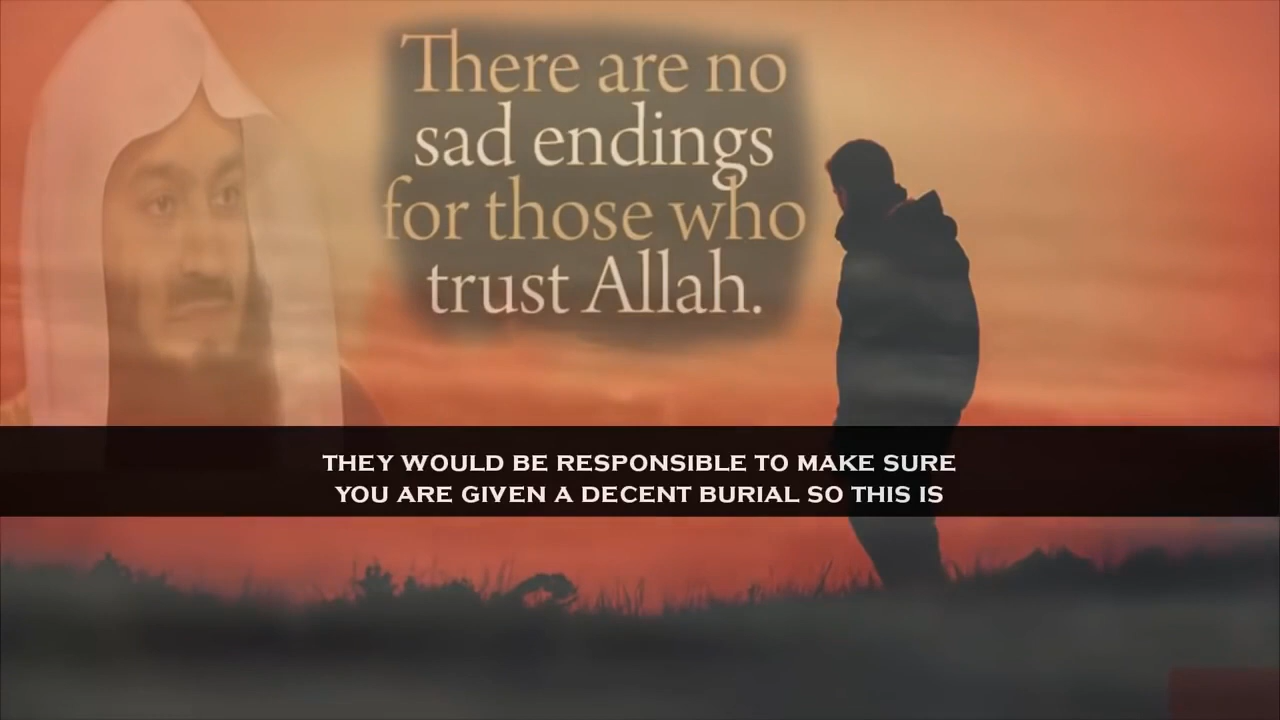 There are no
sad endings
for those who
trust Allah.
THEY WOULD BE RESPONSIBLE TO MAKE SURE
YOU ARE GIVEN A DECENT BURIAL SO THIS IS